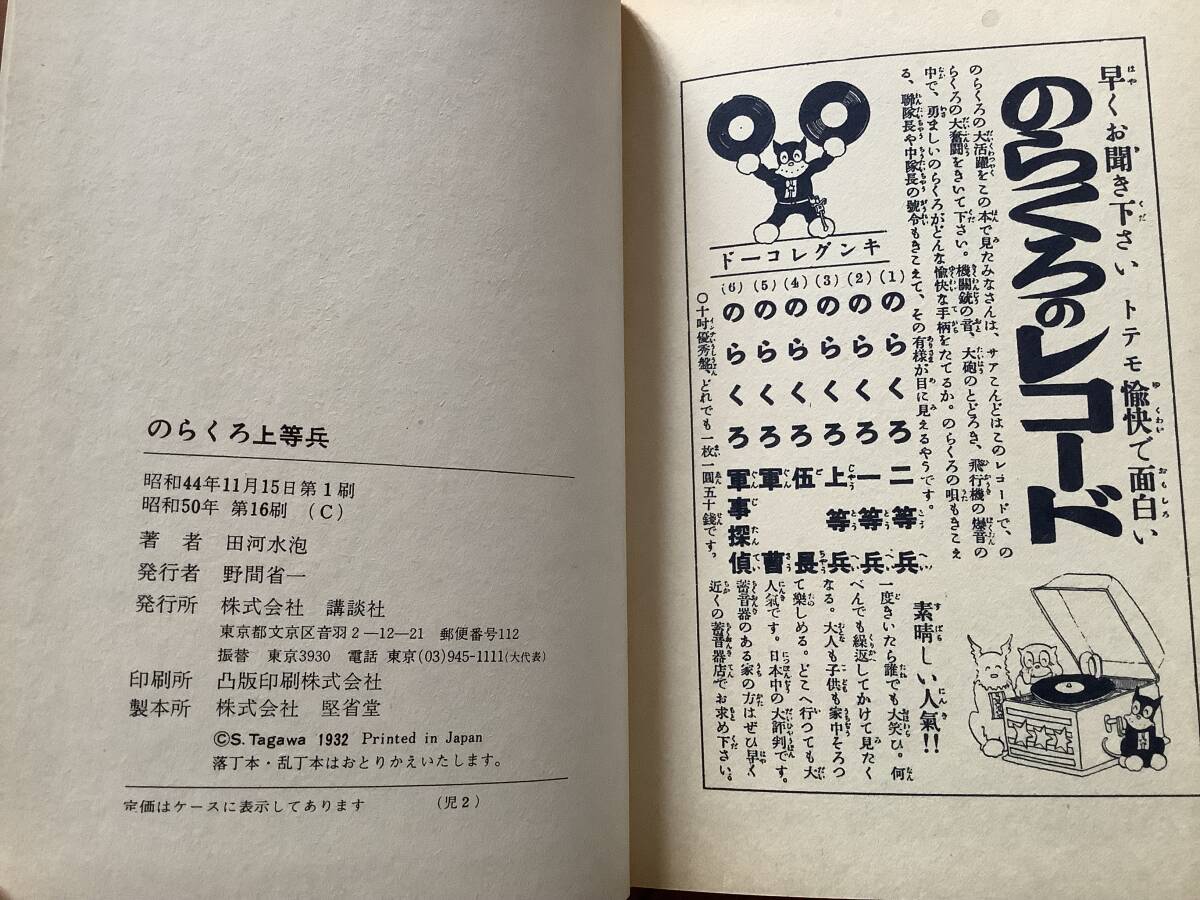 のらくろ上等兵
昭和44年11月15日第1刷
昭和50年 第16刷 (C)
著者 田河水泡
発行者 野間省一
発行所 株式会社 講談社
東京都文京区音羽2—12—21 郵便番号112
振替 東京3930 電話 東京(03)945-1111(大代表)
印刷所 凸版印刷株式会社
製本所 株式会社 堅省堂
©S. Tagawa 1932 Printed in Japan
落丁本・乱丁本はおとりかえいたします。
定価はケースに表示してあります (児2)
早くお聞き下さい トテモ愉快で面白い
のらくろのレコード
のらくろの大活躍をこの本で見たみなさんは、サアこんどはこのレコードで、の
らくろの大奮闘をきいて下さい。機關銃の音、大砲のとどろき、飛行機の爆音の
中で、勇ましいのらくろがどんな愉快な手柄をたてるか。のらくろの唄もきこえ
る、聯隊長や中隊長の號令もきこえて、その有様が目に見えるやうです。
ドーコレグンキ
(1)のらくろ二等兵
(2)のらくろ一等兵
(3)のらくろ上等兵
(4)のらくろ伍長
(5)のらくろ軍曹
(6)のらくろ軍事探偵
〇十吋優秀盤、どれでも一枚一圓五十錢です。
素晴しい人氣!!
一度きいたら誰でも大笑ひ。何
べんでも繰返してかけて見たく
なる。大人も子供も家中そろつ
て楽しめる。どこへ行つても大
人氣です。日本中の大評判です。
蓄音器のある家の方はぜひ早く
近くの蓄音器店でお求め下さい。